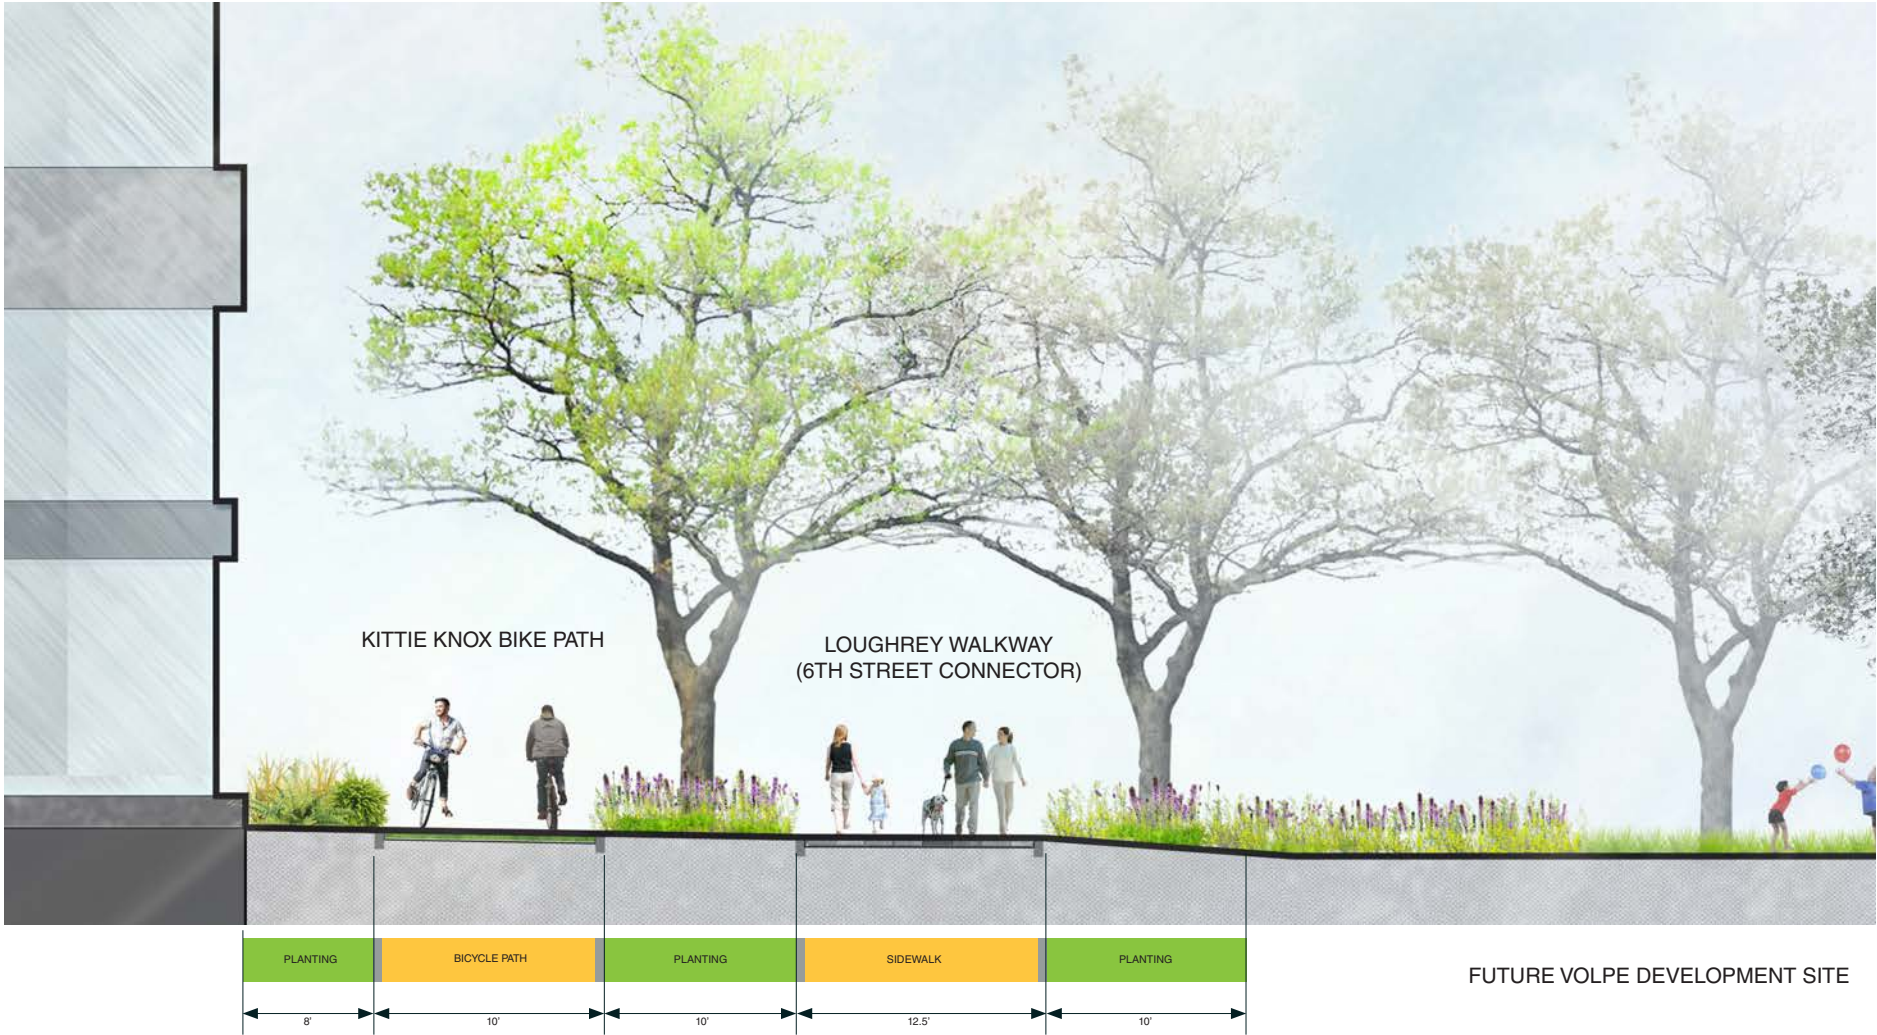 KITTIE KNOX BIKE PATH
LOUGHREY WALKWAY
(6TH STREET CONNECTOR)
PLANTING
BICYCLE PATH
PLANTING
SIDEWALK
PLANTING
FUTURE VOLPE DEVELOPMENT SITE
8'
10'
10'
12.5'
10'